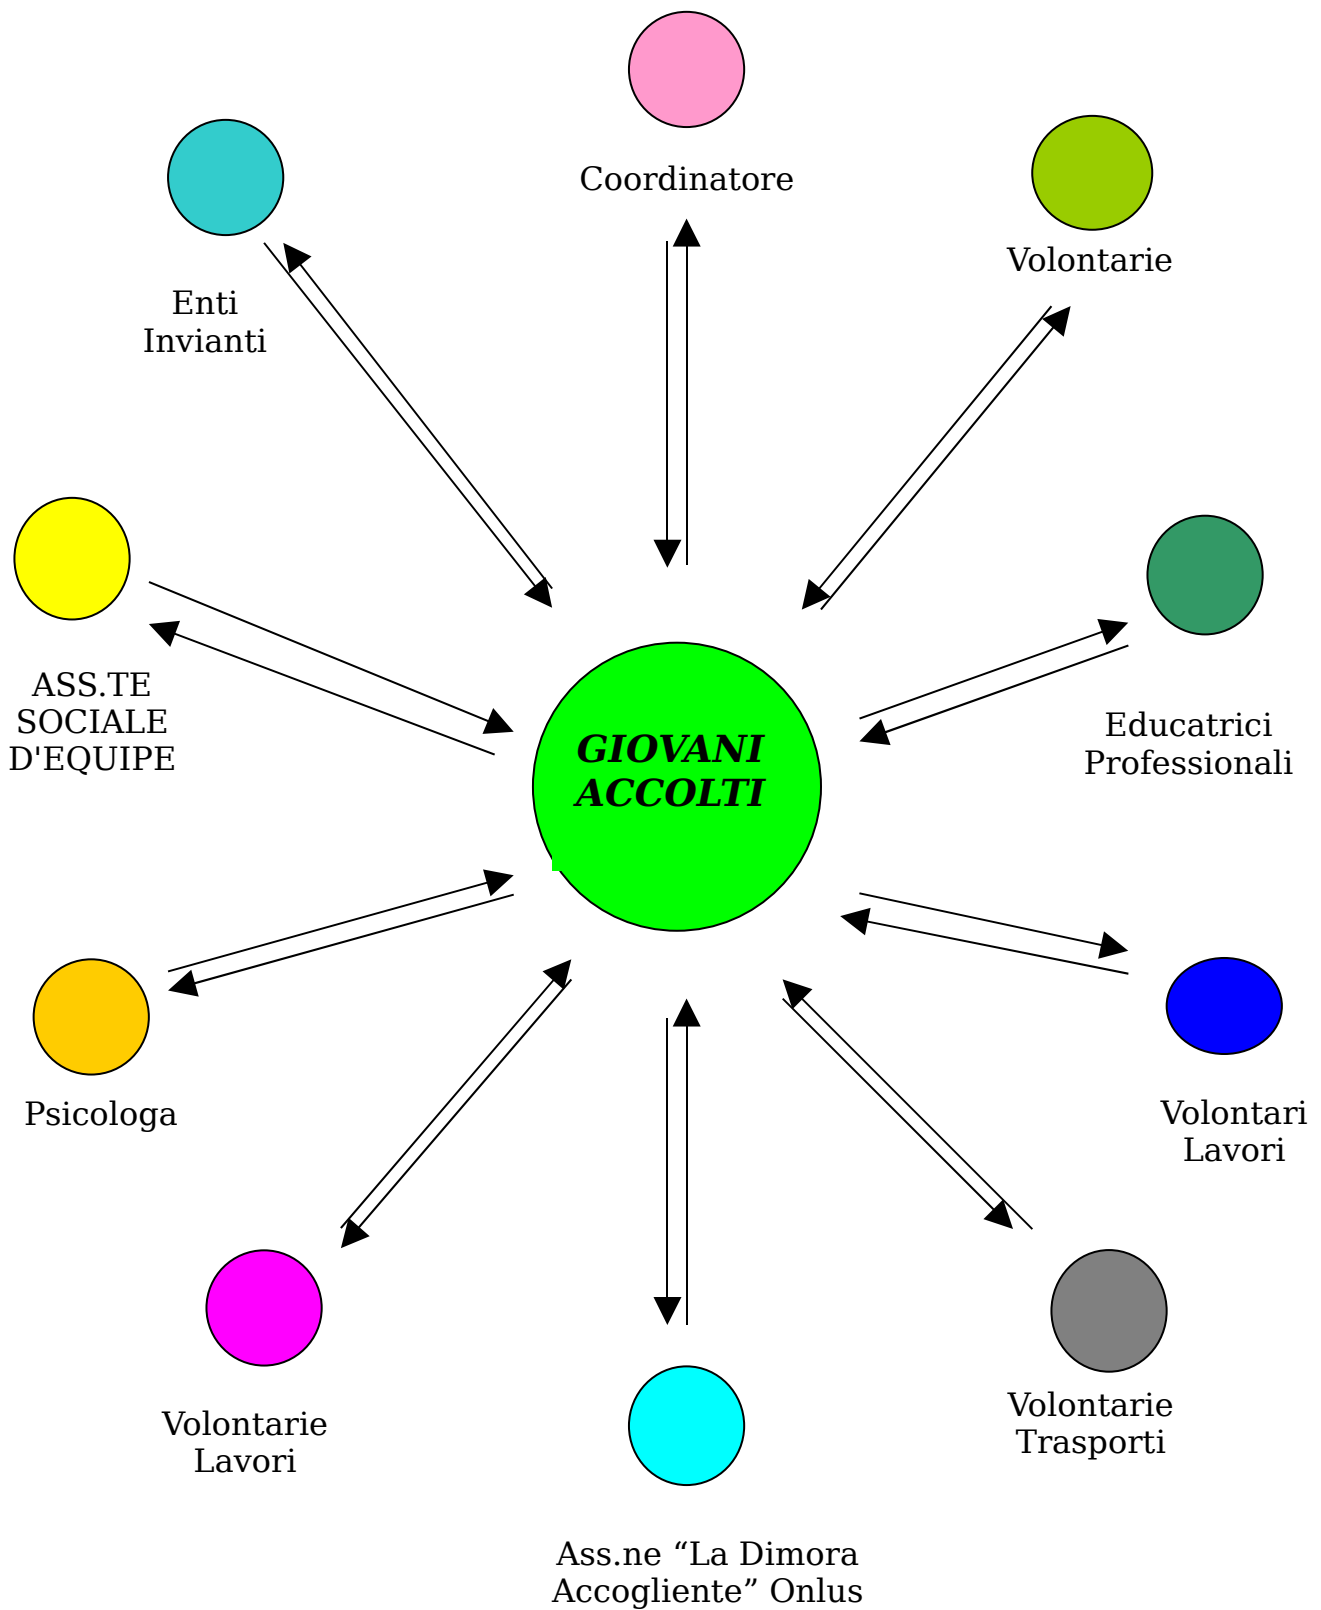 Coordinatore
Volontarie
Enti
Invianti
ASS.TE
SOCIALE
D'EQUIPE
GIOVANI
ACCOLTI
Educatrici
Professionali
Psicologa
Volontari
Lavori
Volontarie
Lavori
Volontarie
Trasporti
Ass.ne “La Dimora
Accogliente” Onlus